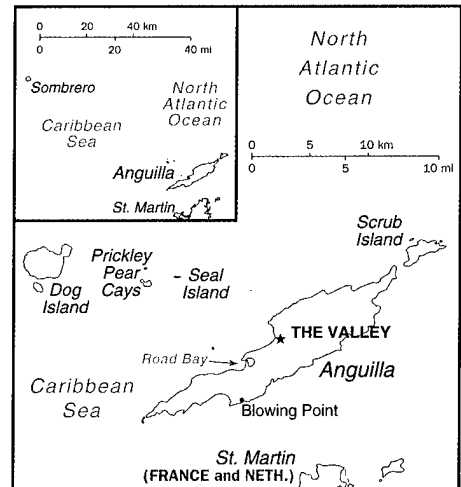 0 20 40 km
0 20 40 mi
Sombrero
North
Atlantic
Ocean
Caribbean
Sea
Anguilla
St. Martin
North
Atlantic
Ocean
0 5 10 km
0 5 10 mi
Scrub
Island
Prickley
Pear
Cays
Seal
Island
Dog
Island
THE VALLEY
Road Bay
Anguilla
Caribbean
Sea
Blowing Point
St. Martin
(FRANCE and NETH.)